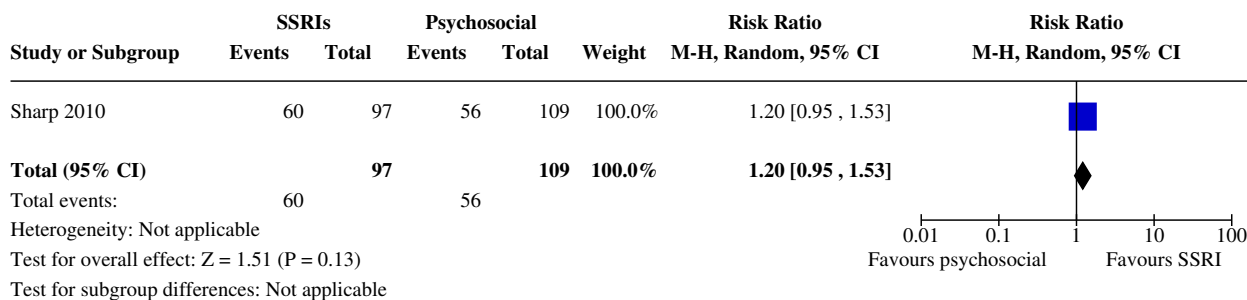 SSRIs Psychosocial Risk Ratio Risk Ratio
Study or Subgroup Events Total Events Total Weight M-H, Random, 95% CI M-H, Random, 95% CI
Sharp 2010 60 97 56 109 100.0% 1.20 [0.95 , 1.53]
Total (95% CI) 97 109 100.0% 1.20 [0.95 , 1.53]
Total events: 60 56
Heterogeneity: Not applicable
0.01 0.1 1 10 100
Test for overall effect: Z = 1.51 (P = 0.13) Favours psychosocial Favours SSRI
Test for subgroup differences: Not applicable